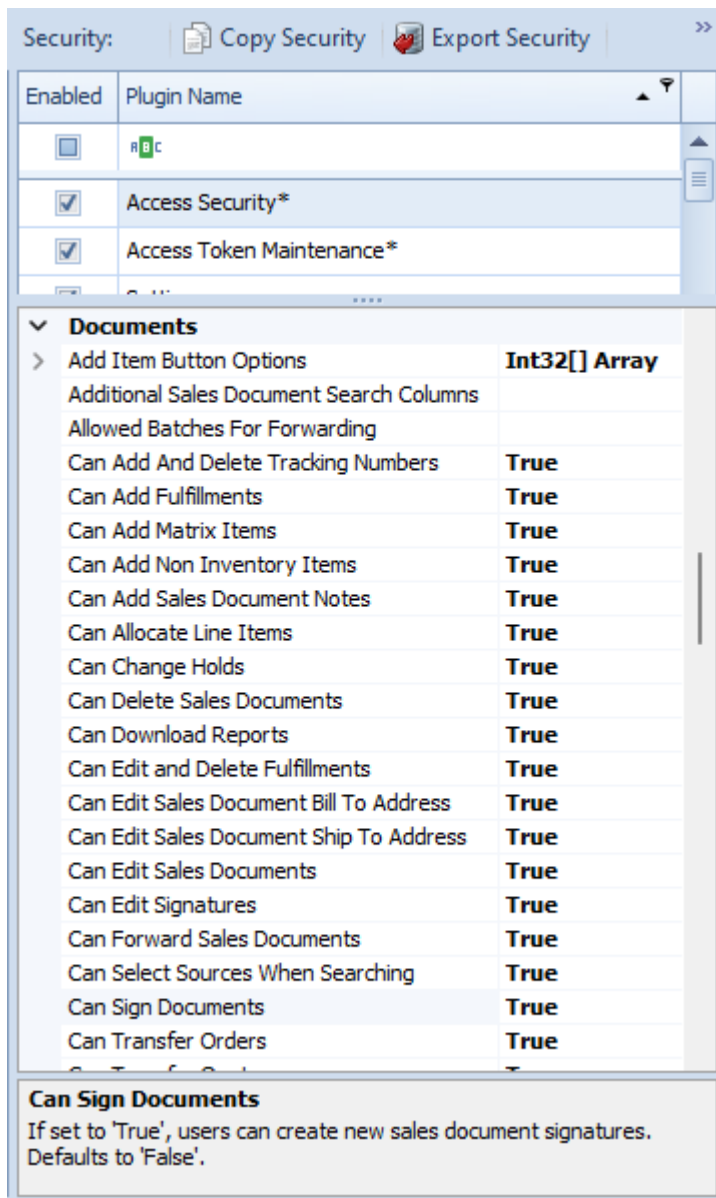 Security: Copy Security Export Security »
Enabled Plugin Name
ABC
Access Security*
Access Token Maintenance*
Documents
Add Item Button Options Int32[] Array
Additional Sales Document Search Columns
Allowed Batches For Forwarding
Can Add And Delete Tracking Numbers True
Can Add Fulfillments True
Can Add Matrix Items True
Can Add Non Inventory Items True
Can Add Sales Document Notes True
Can Allocate Line Items True
Can Change Holds True
Can Delete Sales Documents True
Can Download Reports True
Can Edit and Delete Fulfillments True
Can Edit Sales Document Bill To Address True
Can Edit Sales Document Ship To Address True
Can Edit Sales Documents True
Can Edit Signatures True
Can Forward Sales Documents True
Can Select Sources When Searching True
Can Sign Documents True
Can Transfer Orders True
Can Sign Documents
If set to 'True', users can create new sales document signatures.
Defaults to 'False'.